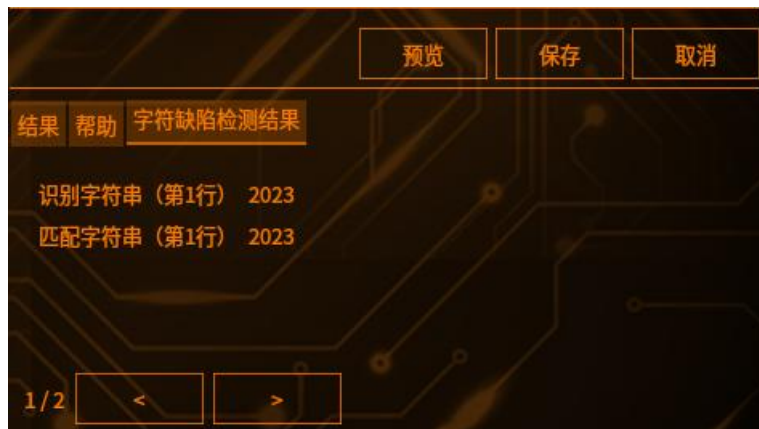 预览 保存 取消
结果 帮助 字符缺陷检测结果
识别字符串（第1行） 2023
匹配字符串（第1行） 2023
1/2 < >